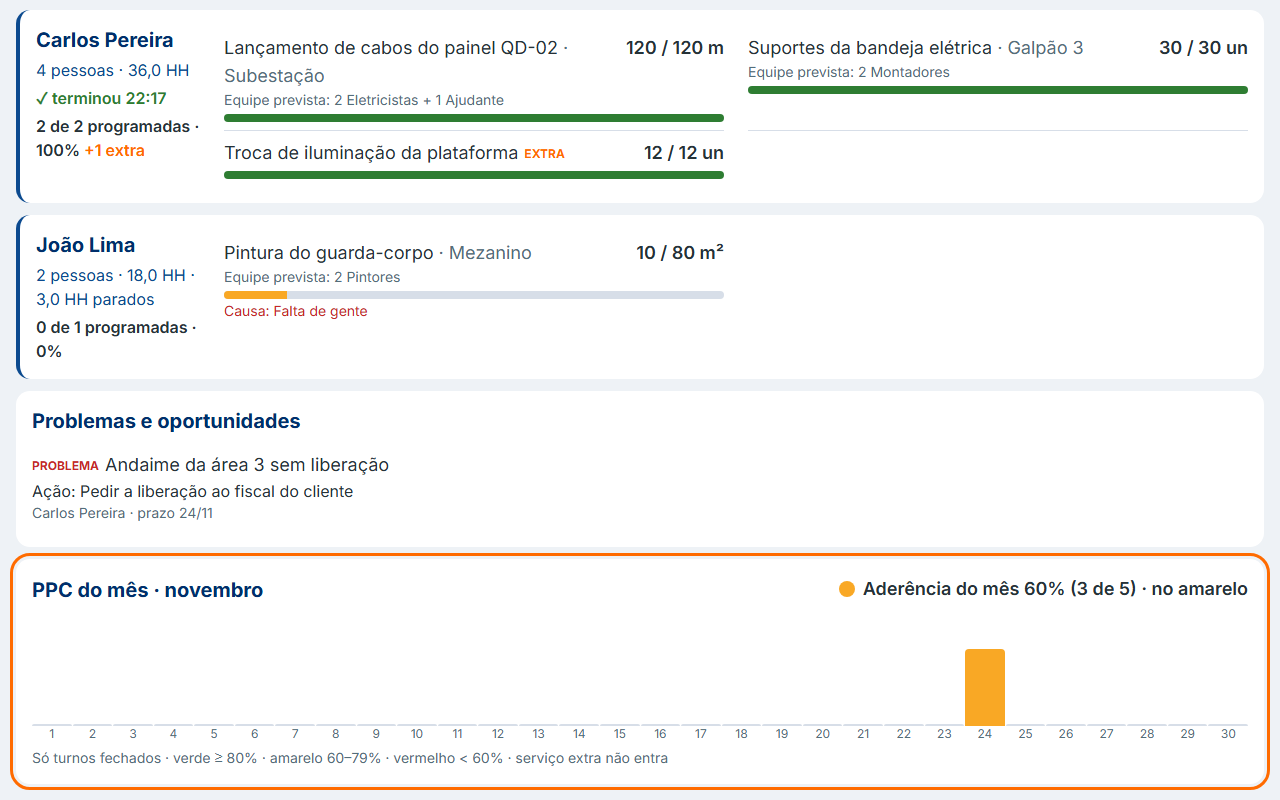 Carlos Pereira
4 pessoas · 36,0 HH
✓ terminou 22:17
2 de 2 programadas ·
100% +1 extra
Lançamento de cabos do painel QD-02 ·
Subestação
120 / 120 m
Equipe prevista: 2 Eletricistas + 1 Ajudante
Suportes da bandeja elétrica · Galpão 3
30 / 30 un
Equipe prevista: 2 Montadores
Troca de iluminação da plataforma EXTRA
12 / 12 un
João Lima
2 pessoas · 18,0 HH ·
3,0 HH parados
0 de 1 programadas ·
0%
Pintura do guarda-corpo · Mezanino
10 / 80 m²
Equipe prevista: 2 Pintores
Causa: Falta de gente
Problemas e oportunidades
PROBLEMA Andaime da área 3 sem liberação
Ação: Pedir a liberação ao fiscal do cliente
Carlos Pereira · prazo 24/11
PPC do mês · novembro
Aderência do mês 60% (3 de 5) · no amarelo
1 2 3 4 5 6 7 8 9 10 11 12 13 14 15 16 17 18 19 20 21 22 23 24 25 26 27 28 29 30
Só turnos fechados · verde ≥ 80% · amarelo 60–79% · vermelho < 60% · serviço extra não entra